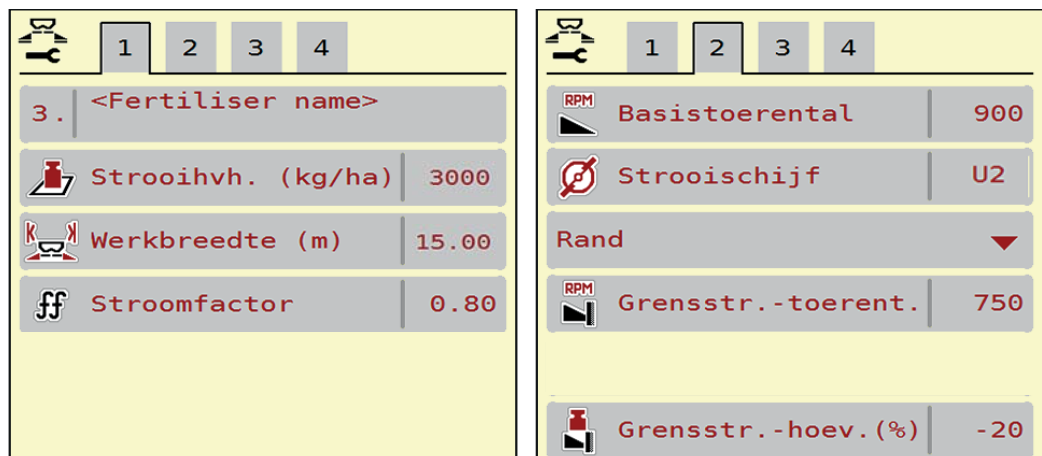 1 2 3 4
3. <Fertiliser name>
Strooihvh. (kg/ha) 3000
K K Werkbreedte (m) 15.00
ff Stroomfactor 0.80
1 2 3 4
RPM Basistoerental 900
Strooischijf U2
Rand
RPM Grensstr.-toerent. 750
Grensstr.-hoev.(%) -20